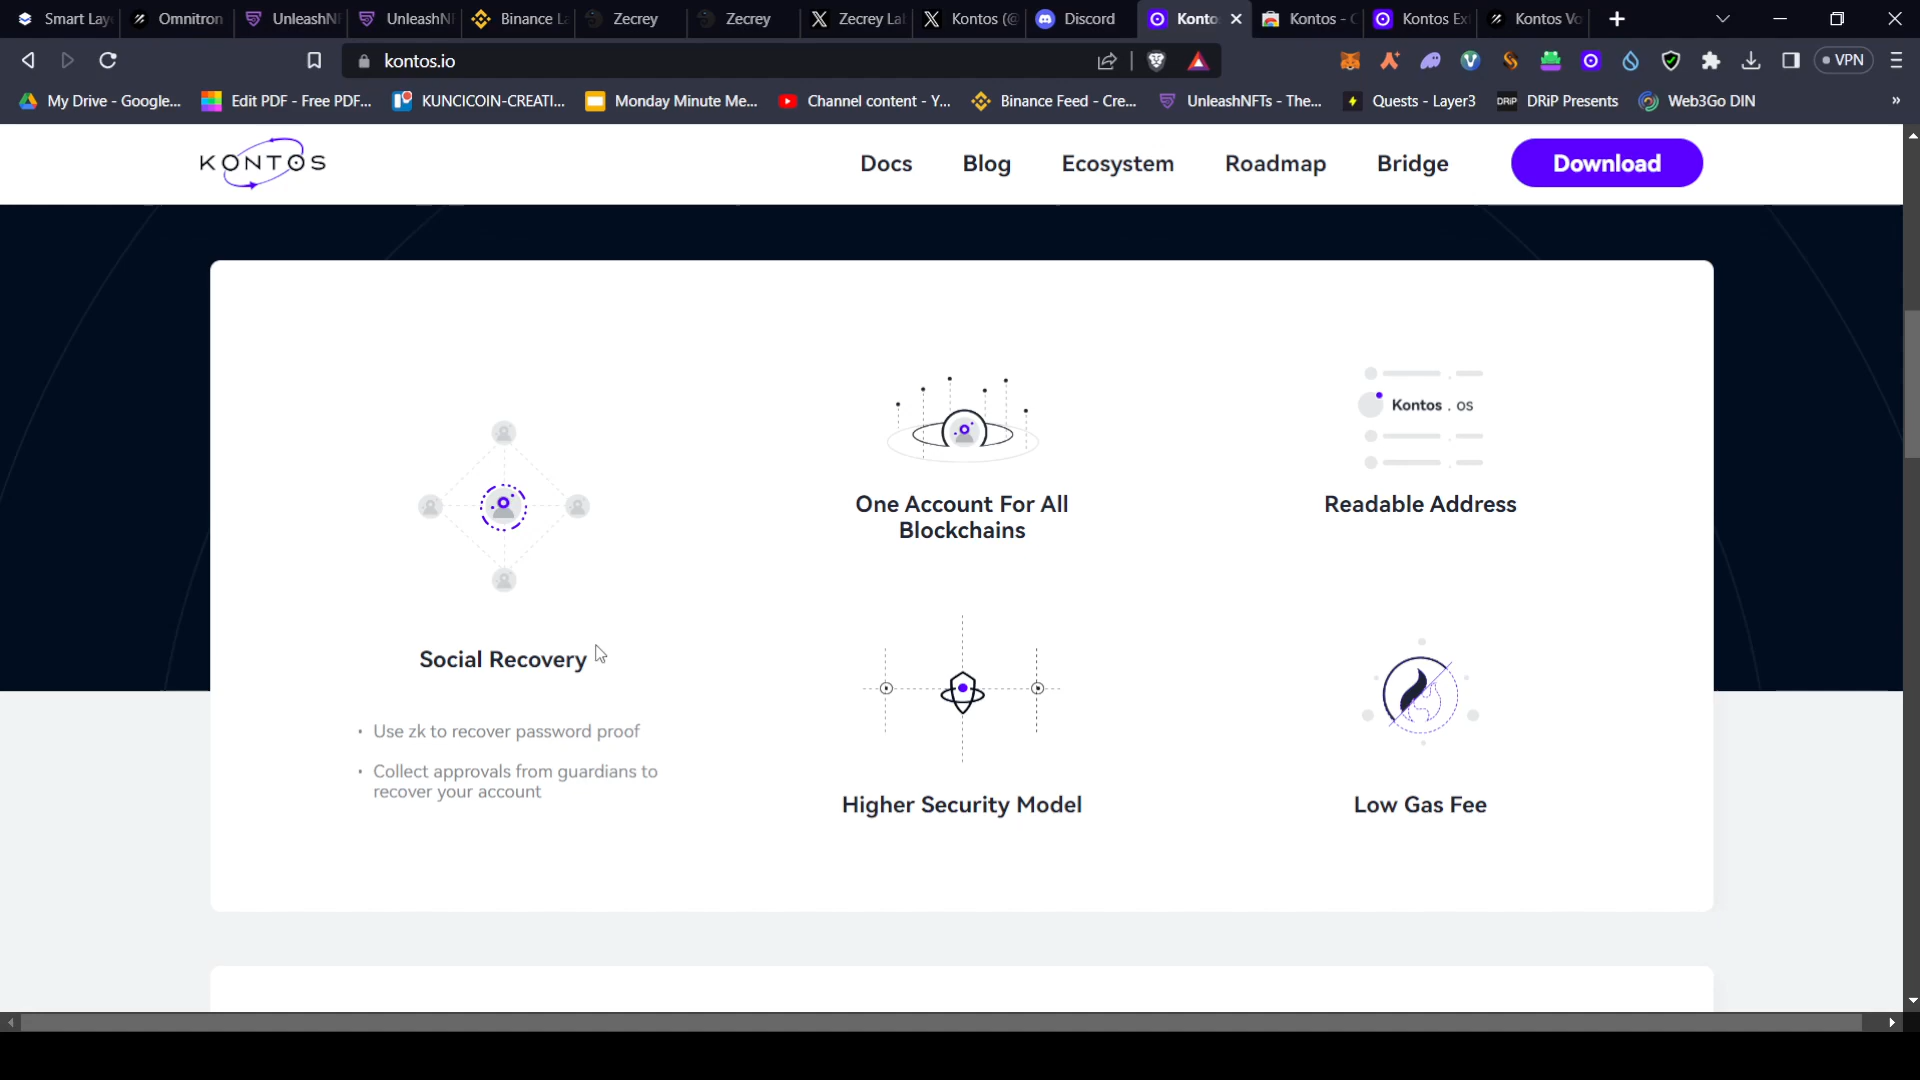 Smart Lay
Omnitron
UnleashNF
UnleashNF
Binance La
Zecrey
Zecrey
Zecrey Lal
Kontos (@
Discord
Konto
Kontos - C
Kontos Ex
Kontos Vo
kontos.io
VPN
My Drive - Google...
Edit PDF - Free PDF...
KUNCICOIN-CREATI...
Monday Minute Me...
Channel content - Y...
Binance Feed - Cre...
UnleashNFTs - The...
Quests - Layer3
DRiP Presents
Web3Go DIN
KONTOS
Docs
Blog
Ecosystem
Roadmap
Bridge
Download
Kontos . os
One Account For All
Blockchains
Readable Address
Social Recovery
• Use zk to recover password proof
• Collect approvals from guardians to
recover your account
Higher Security Model
Low Gas Fee